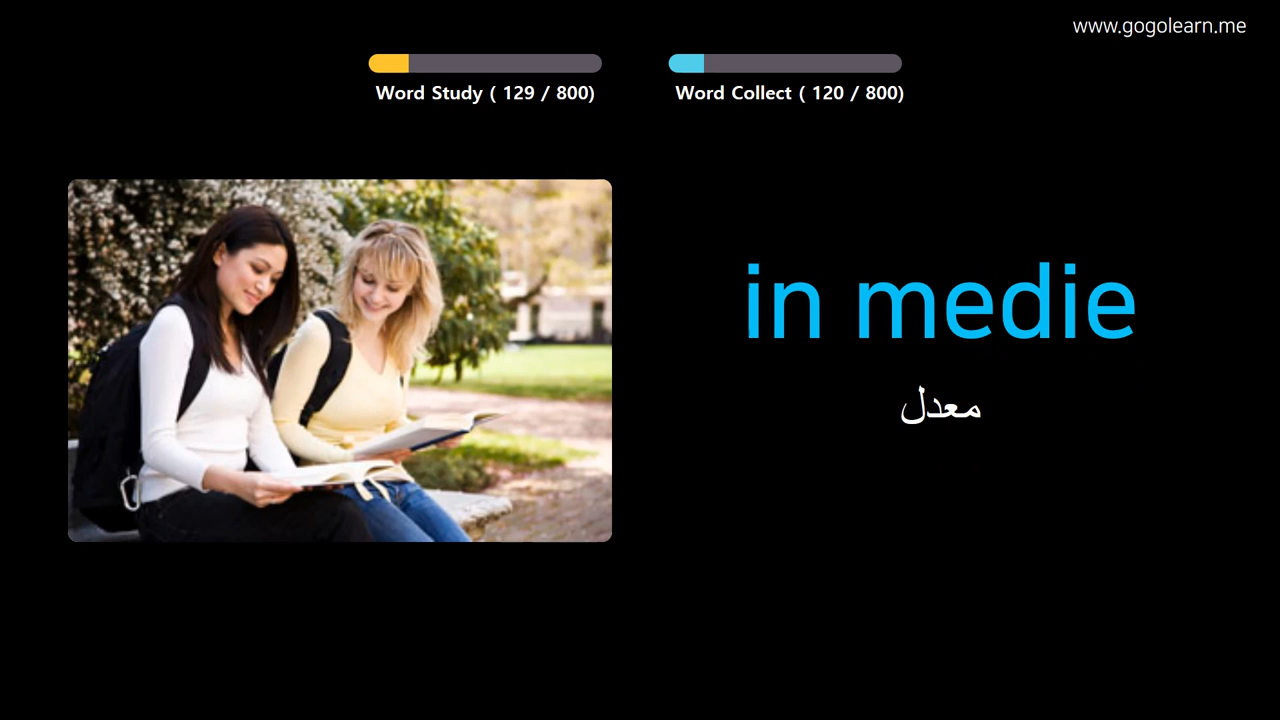 www.gogolearn.me
Word Study ( 129 / 800)
Word Collect ( 120 / 800)
in medie
معدل